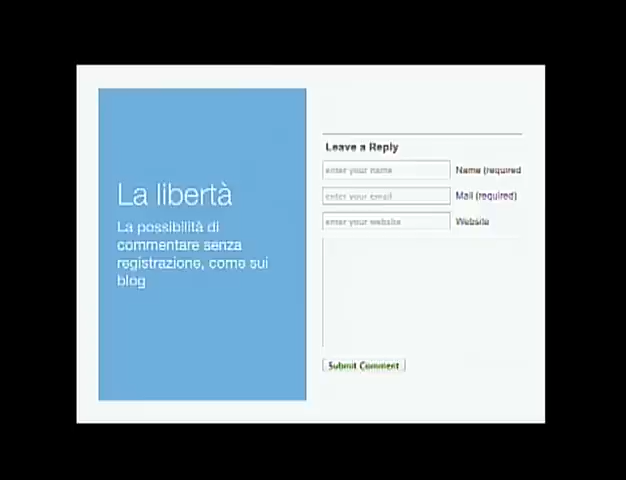 La libertà
La possibilità di
commentare senza
registrazione, come sui
blog
Leave a Reply
enter your name Name (required
enter your email Mail (required)
enter your website Website
Submit Comment